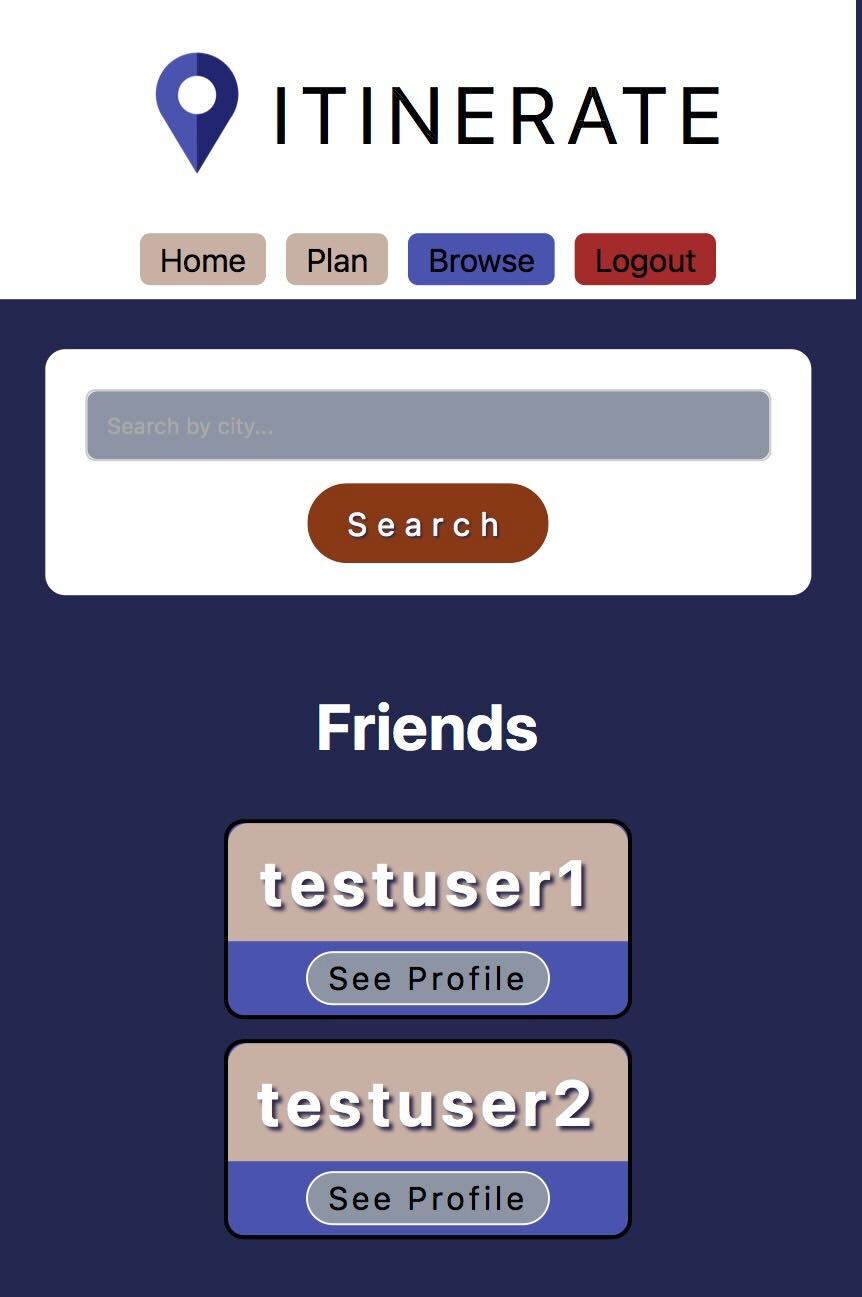 ITINERATE
Home Plan Browse Logout
Search by city...
Search
Friends
testuser1
See Profile
testuser2
See Profile